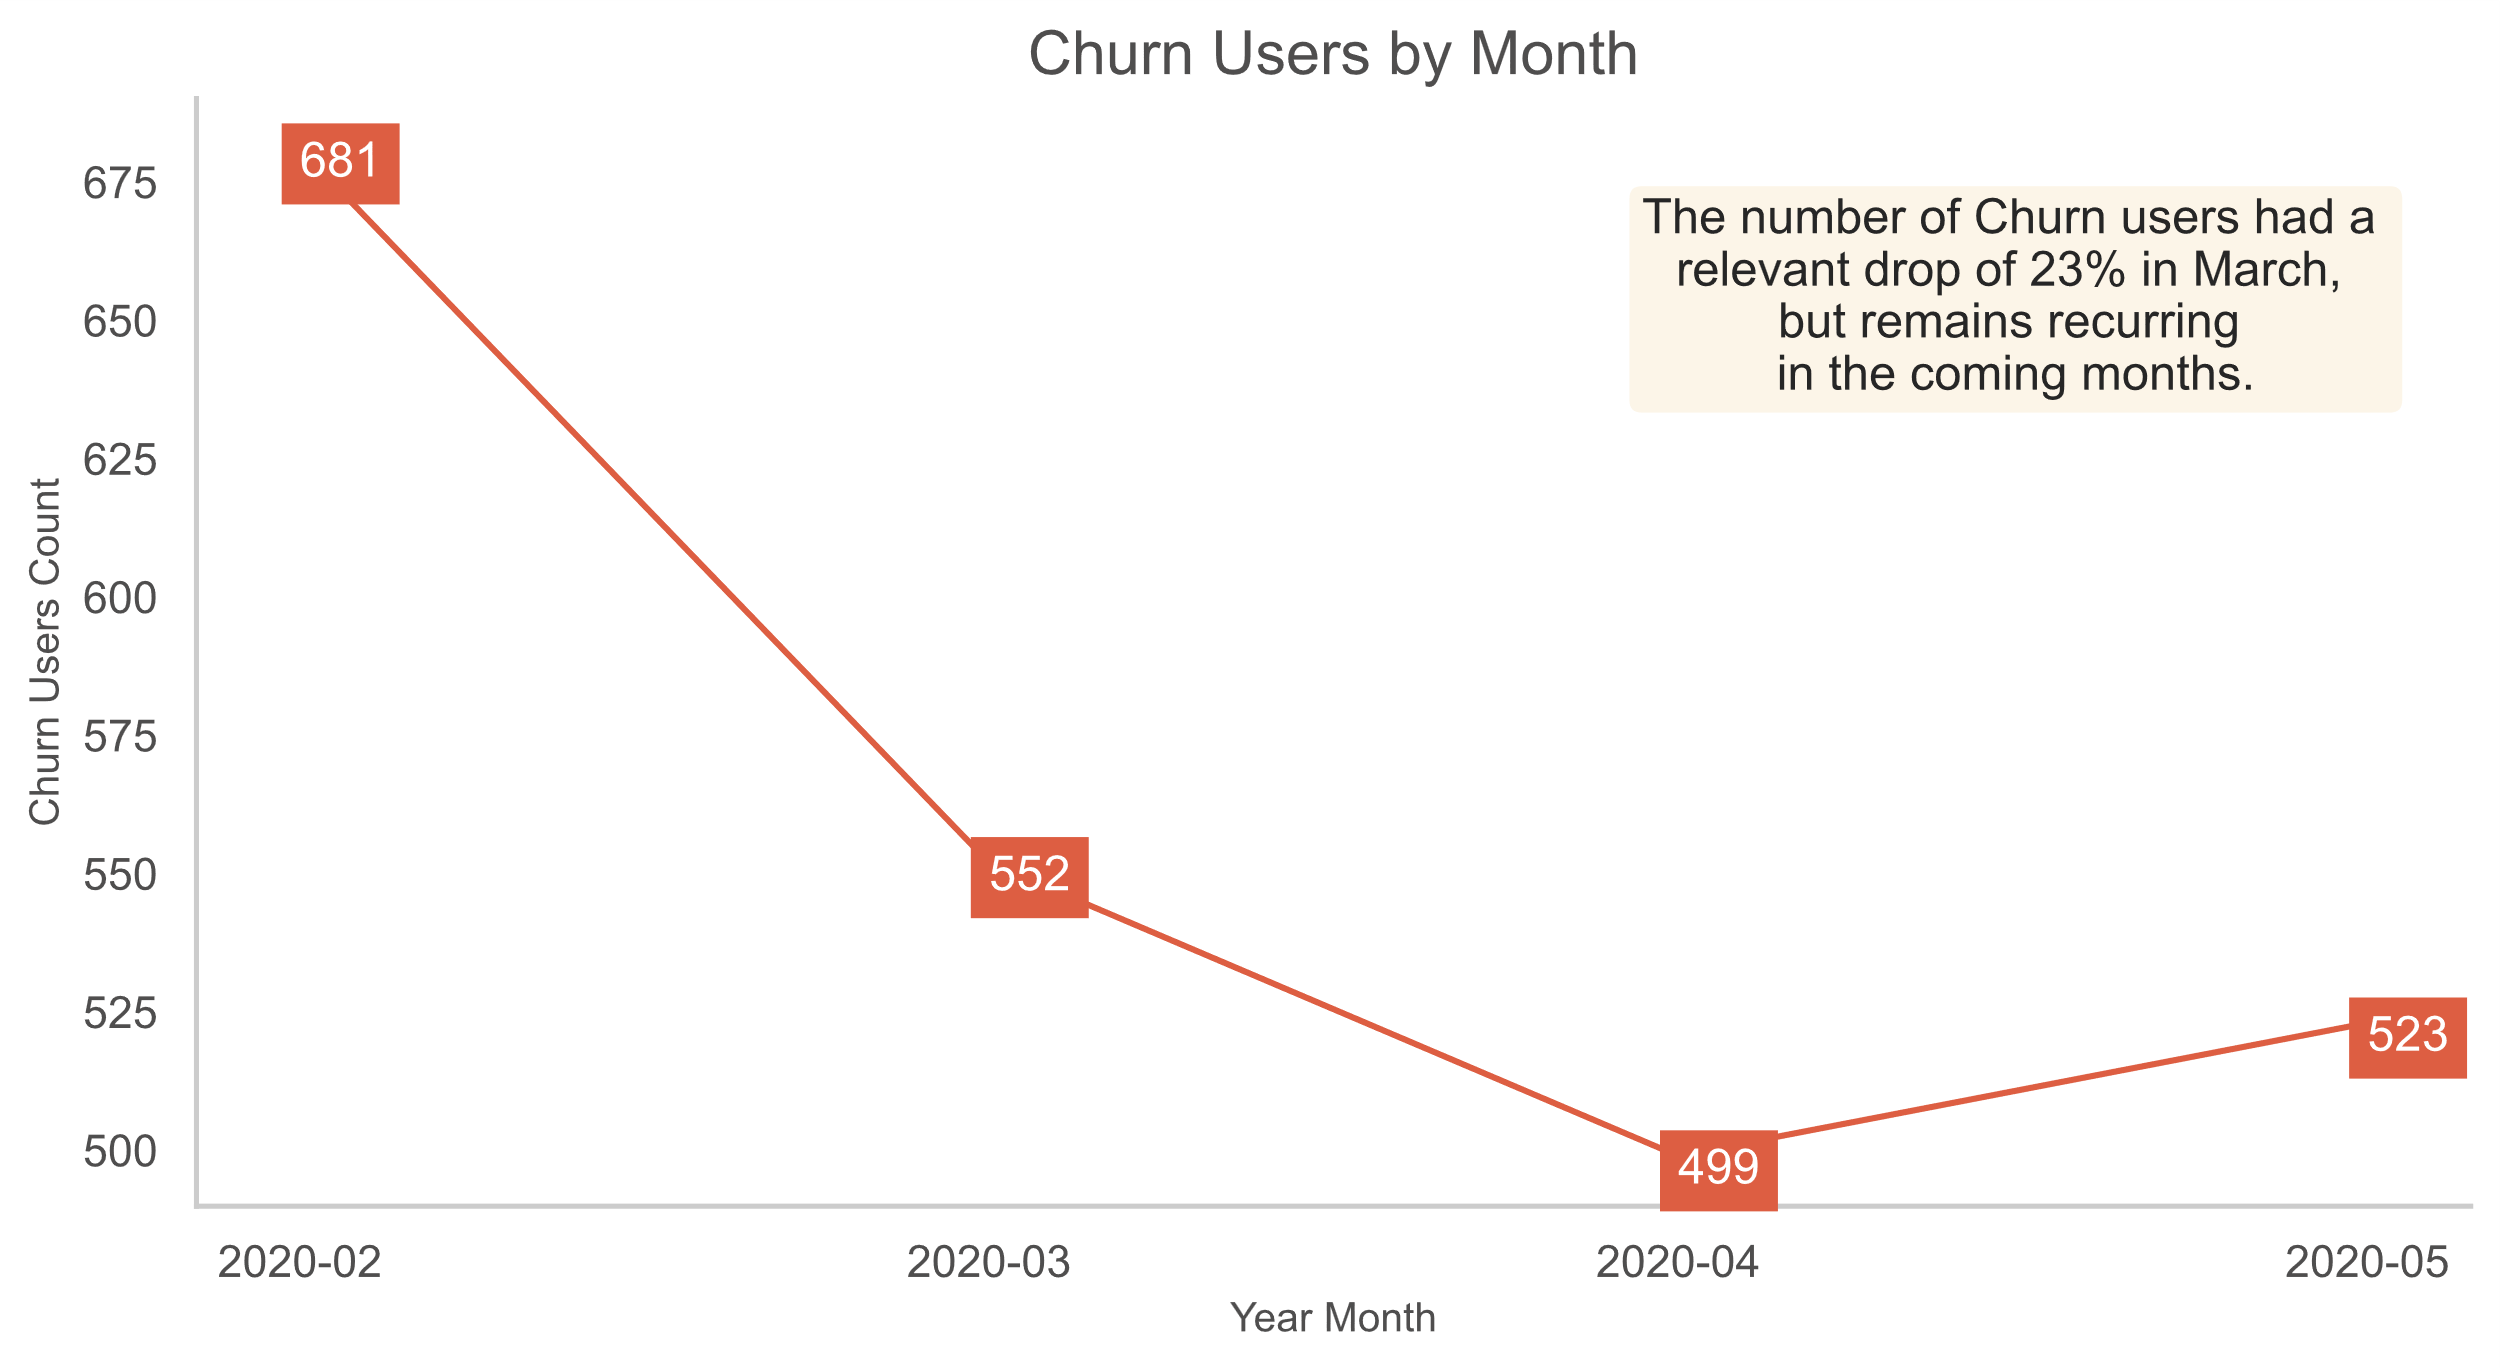 Churn Users by Month
681
675
The number of Churn users had a
relevant drop of 23% in March,
but remains recurring
in the coming months.
650
625
600
Churn Users Count
575
552
550
523
525
499
500
2020-02 2020-03 2020-04 2020-05
Year Month